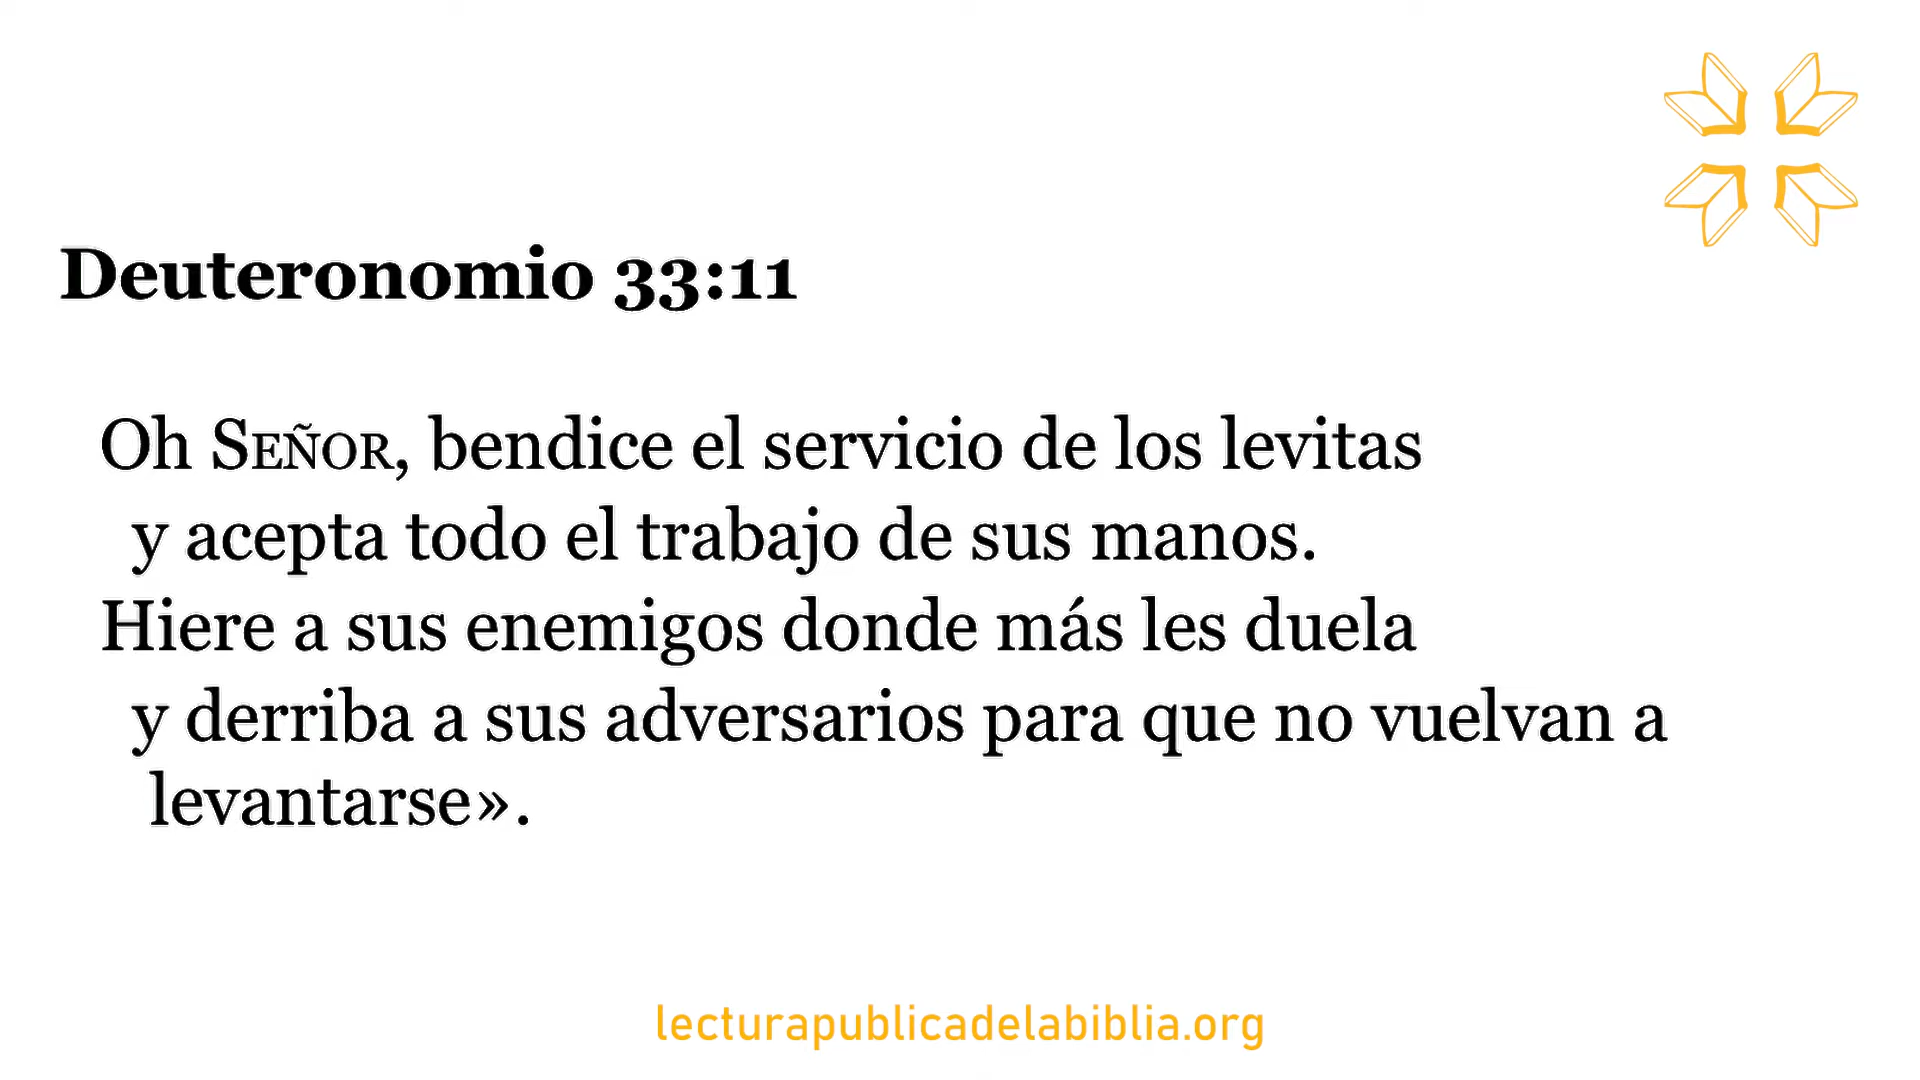 Deuteronomio 33:11
Oh SEÑOR, bendice el servicio de los levitas
y acepta todo el trabajo de sus manos.
Hiere a sus enemigos donde más les duela
y derriba a sus adversarios para que no vuelvan a
levantarse».
lecturapublicadelabiblia.org